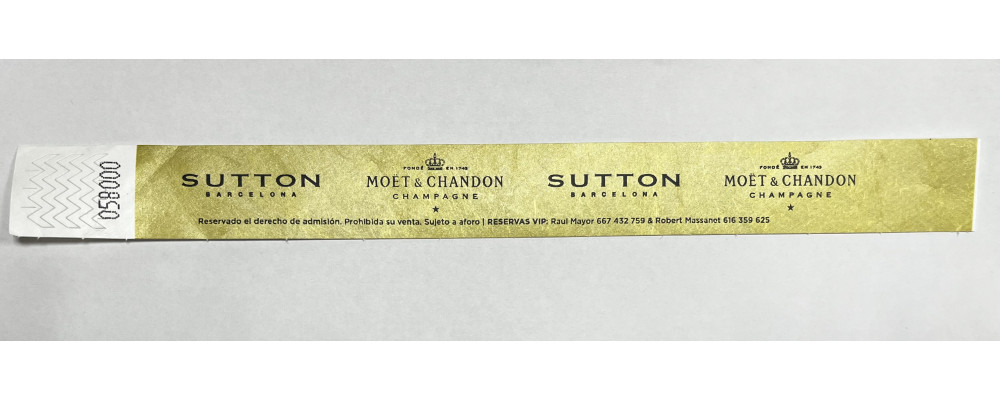 058000
SUTTON
BARCELONA
FONDÉ EN 1743
MOËT & CHANDON
CHAMPAGNE
SUTTON
BARCELONA
FONDÉ EN 1743
MOËT & CHANDON
CHAMPAGNE
Reservado el derecho de admisión. Prohibida su venta. Sujeto a aforo | RESERVAS VIP; Raul Mayor 667 432 759 & Robert Massanet 616 359 625